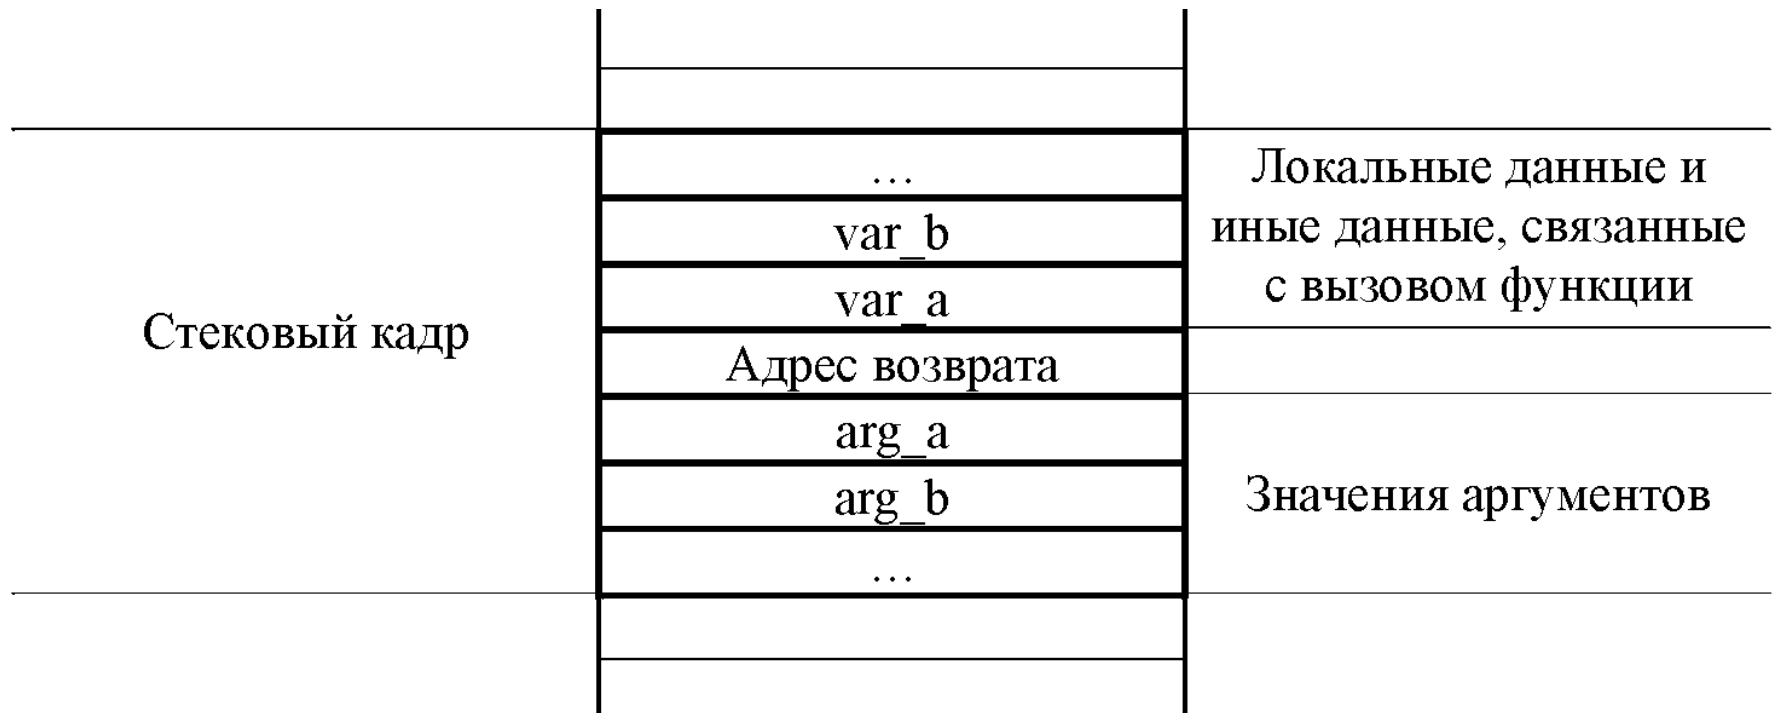 Стековый кадр
…
var_b
var_a
Адрес возврата
arg_a
arg_b
…
Локальные данные и
иные данные, связанные
с вызовом функции
Значения аргументов